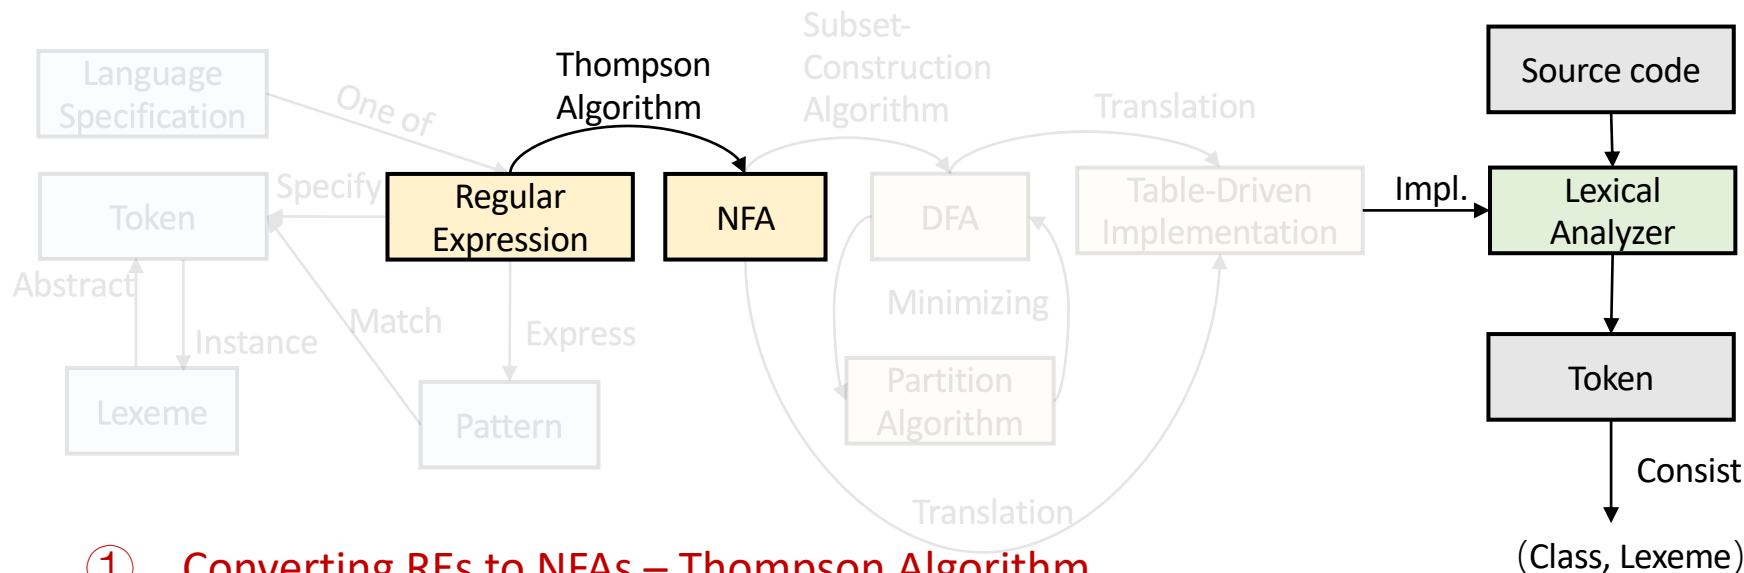 Subset-
Construction
Algorithm
Thompson
Algorithm
Language
Specification
One of
Translation
Source code
Specify
Token
Regular
Expression
NFA
DFA
Table-Driven
Implementation
Impl.
Lexical
Analyzer
Abstract
Instance
Match
Express
Minimizing
Lexeme
Pattern
Partition
Algorithm
Token
Consist
Translation
① Converting REs to NFAs – Thompson Algorithm
(Class, Lexeme)